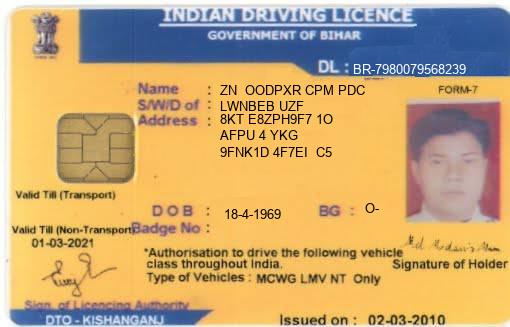 INDIAN DRIVING LICENCE
GOVERNMENT OF BIHAR
DL : BR-7980079568239
Name : ZN OODPXR CPM PDC
FORM-7
S/W/D of : LWNBEB UZF
Address : 8KT E8ZPH9F7 1O
AFPU 4 YKG
9FNK1D 4F7EI C5
Valid Till (Transport)
DOB : 18-4-1969 BG : O-
Valid Till (Non-Transport)
Badge No :
01-03-2021
*Authorisation to drive the following vehicle
class throughout India.
Signature of Holder
Type of Vehicles : MCWG LMV NT Only
Sign. of Licencing Authority
DTO - KISHANGANJ
Issued on : 02-03-2010